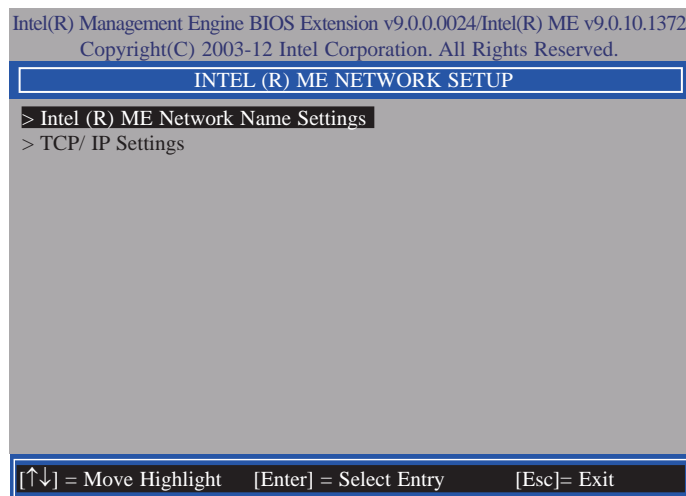 Intel(R) Management Engine BIOS Extension v9.0.0.0024/Intel(R) ME v9.0.10.1372
Copyright(C) 2003-12 Intel Corporation. All Rights Reserved.
INTEL (R) ME NETWORK SETUP
> Intel (R) ME Network Name Settings
> TCP/ IP Settings
[↑↓] = Move Highlight [Enter] = Select Entry [Esc]= Exit